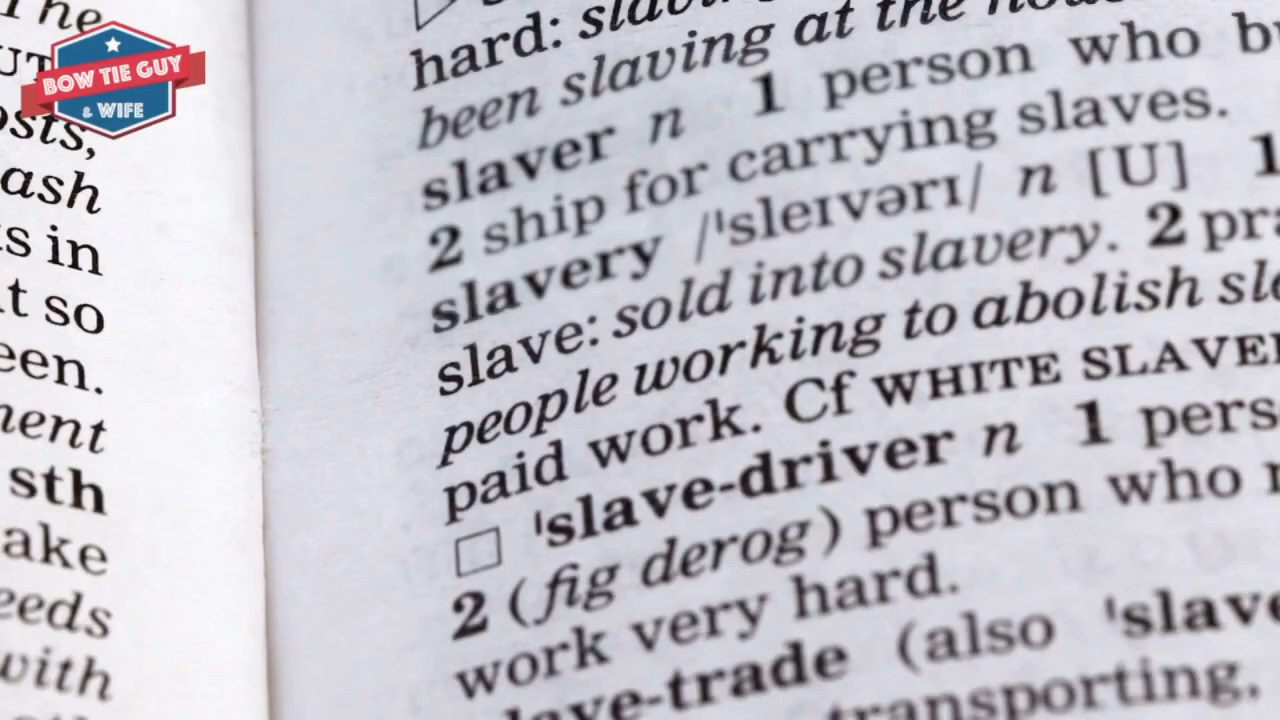 The
BOW TIE GUY
& WIFE
osts,
ash
s in
t so
een.
nent
sth
ake
eeds
with
hard:
been slaving at the
slaver n 1 person who
2 ship for carrying slaves.
slavery /ˈsleɪvərɪ/ n [U] 1
slave: sold into slavery. 2
people working to abolish
paid work. Cf WHITE SLAVE
□ ˈslave-driver n 1 pers
2 (fig derog) person who
work very hard.
lave-trade (also ˈslave
transporting,